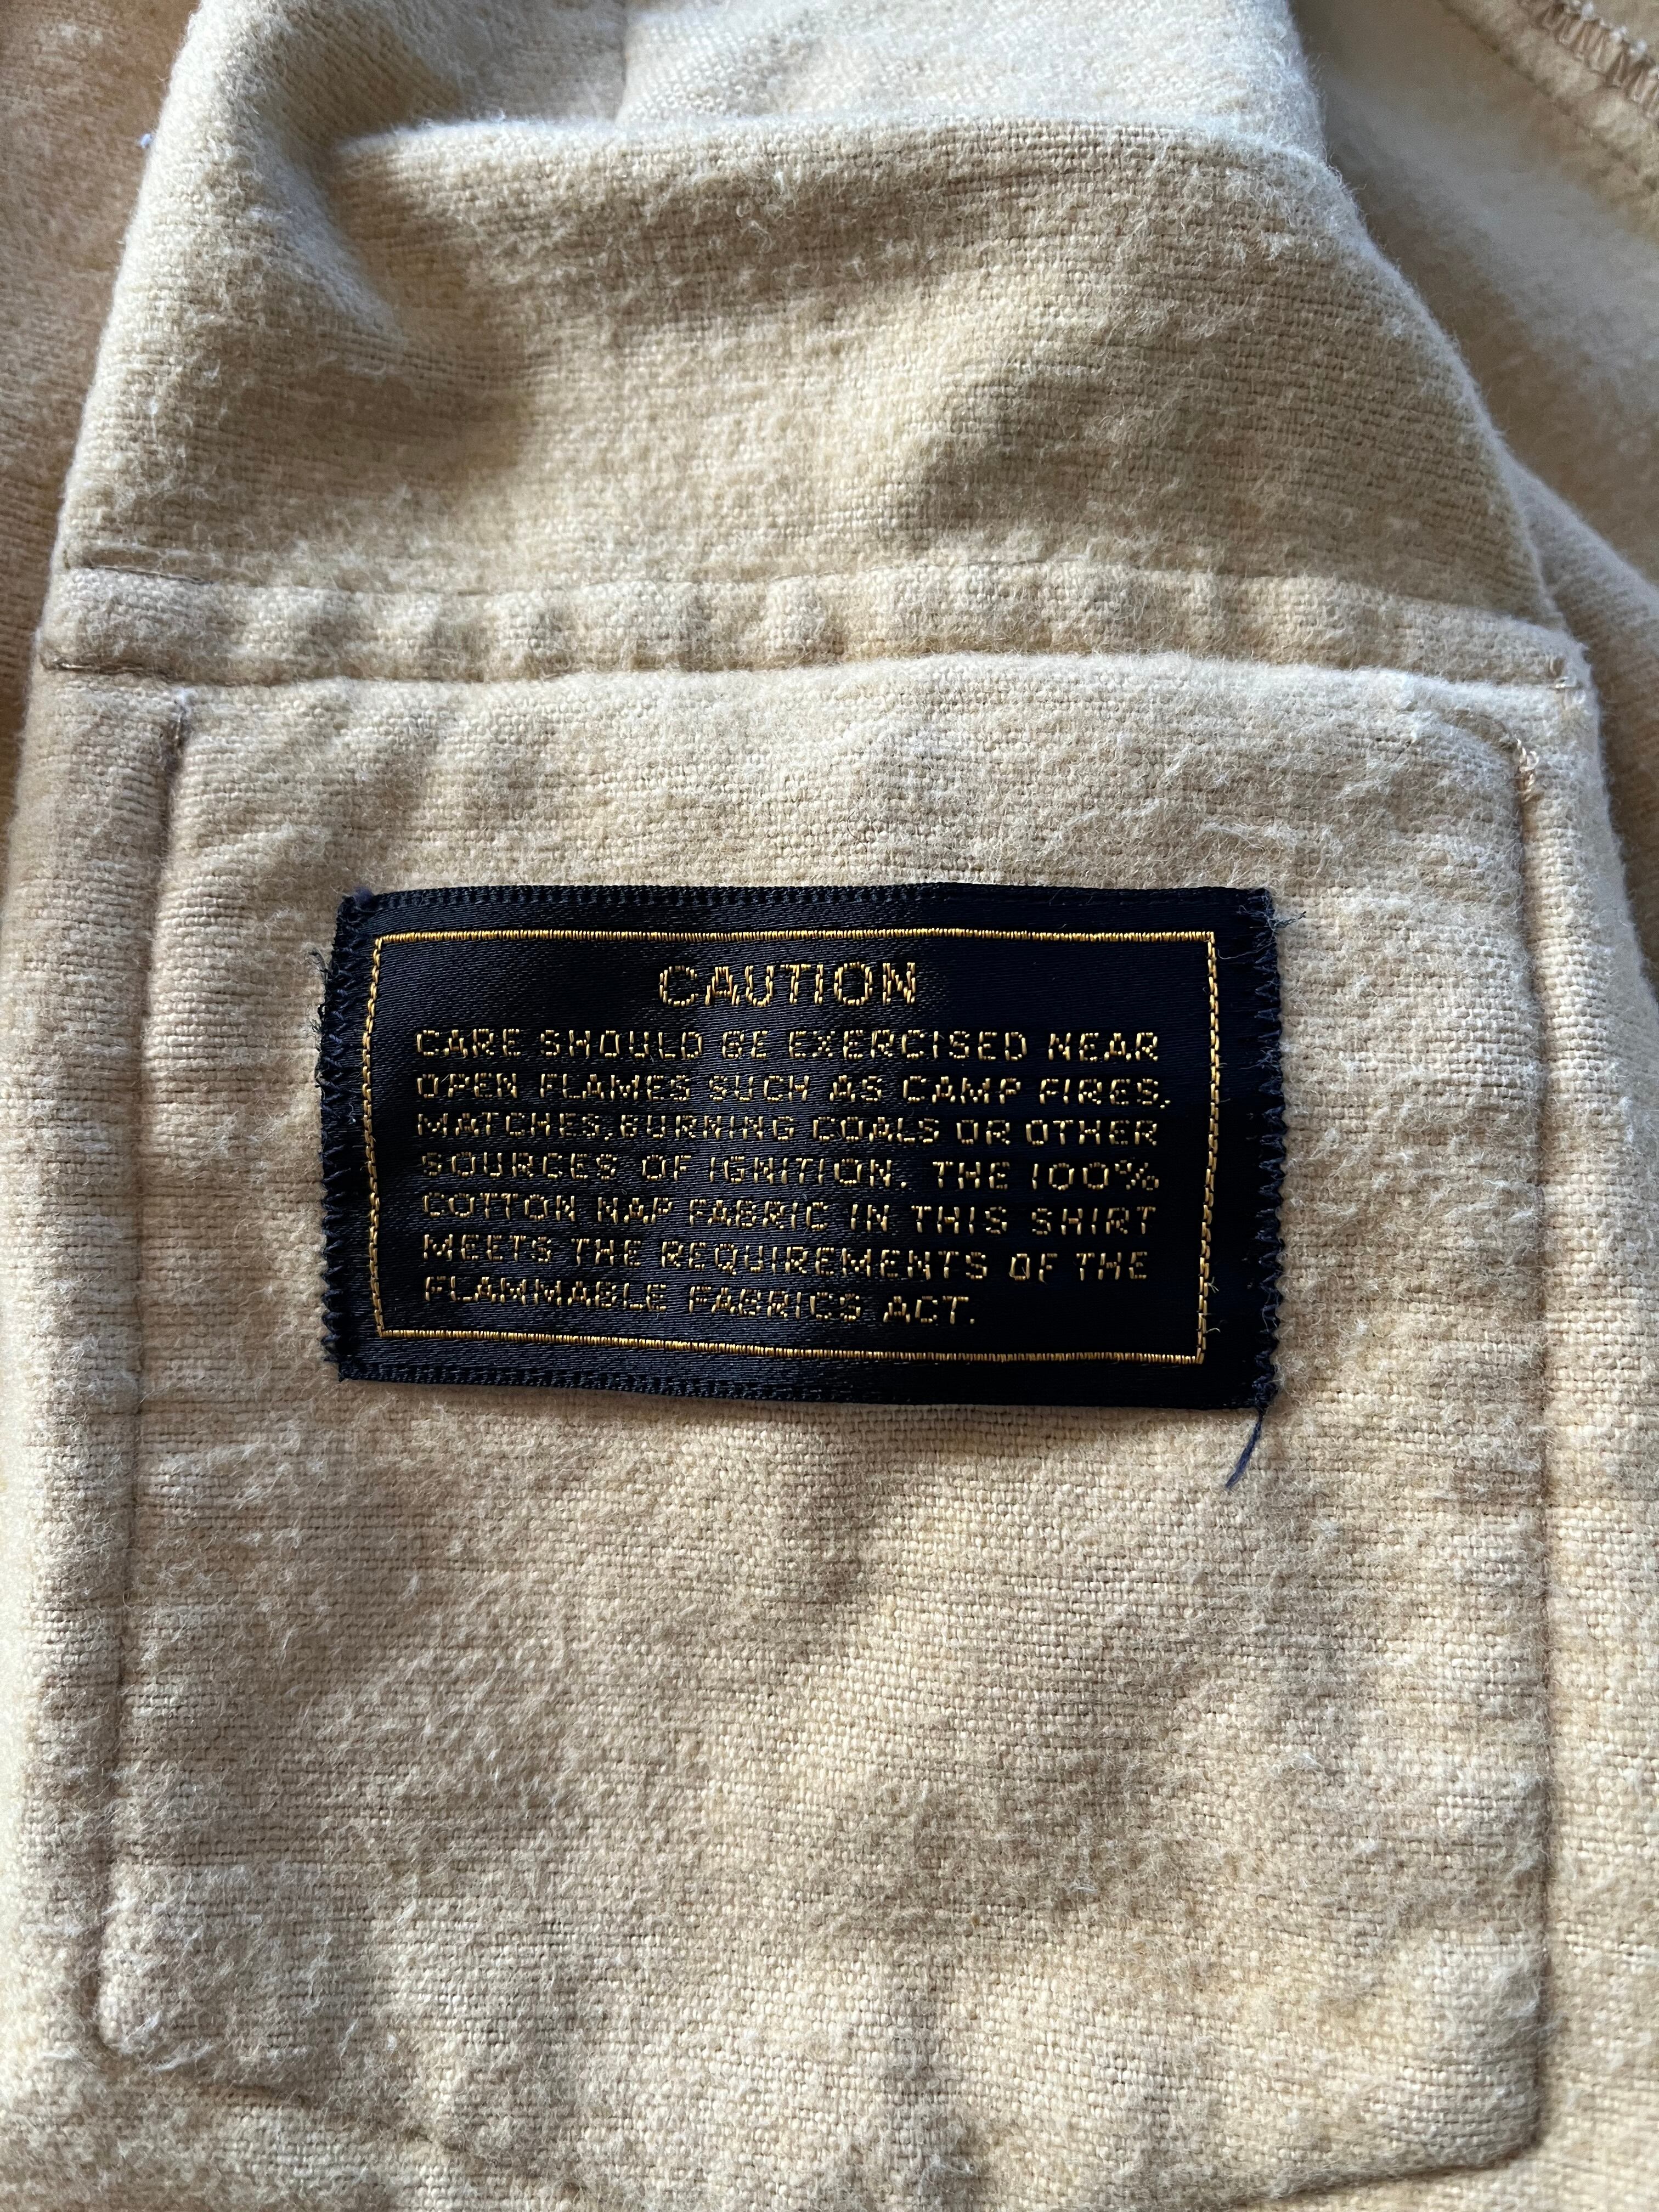 CAUTION
CARE SHOULD BE EXERCISED NEAR
OPEN FLAMES SUCH AS CAMP FIRES,
MATCHES,BURNING COALS OR OTHER
SOURCES OF IGNITION. THE 100%
COTTON NAP FABRIC IN THIS SHIRT
MEETS THE REQUIREMENTS OF THE
FLAMMABLE FABRICS ACT.